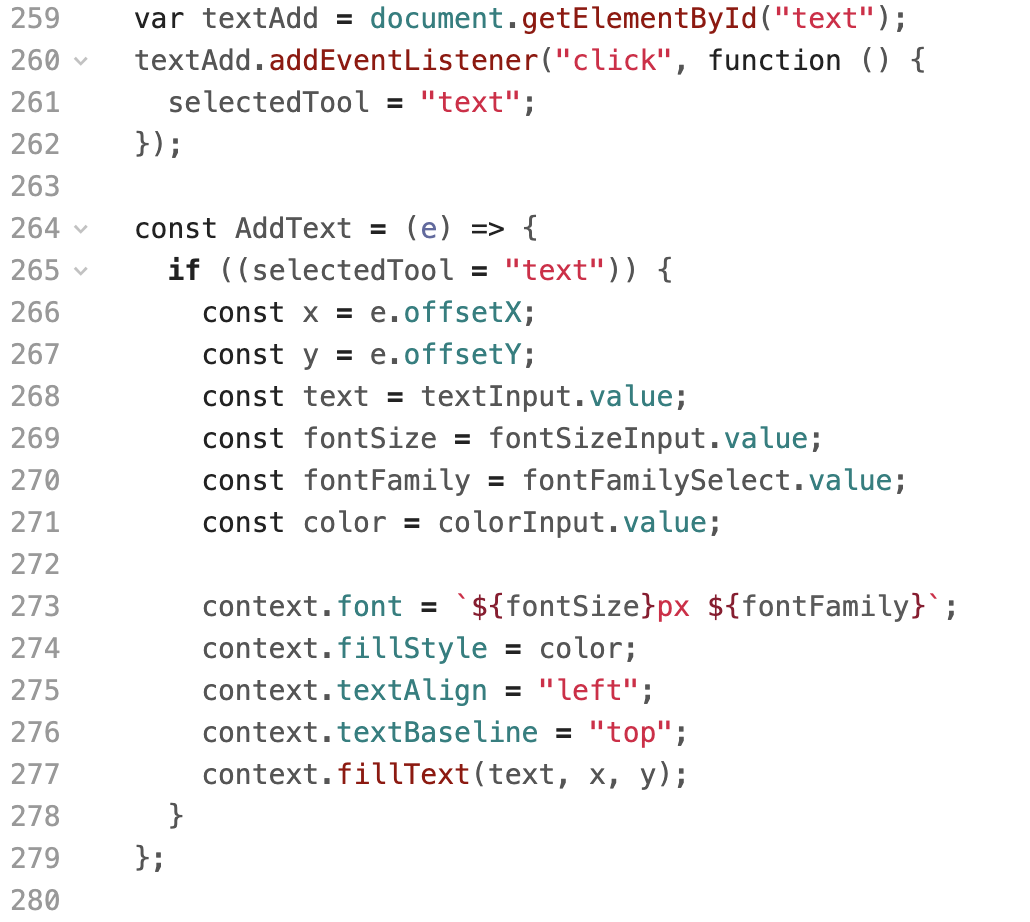 259 var textAdd = document.getElementById("text");
260 textAdd.addEventListener("click", function () {
261 selectedTool = "text";
262 });
263
264 const AddText = (e) => {
265 if ((selectedTool = "text")) {
266 const x = e.offsetX;
267 const y = e.offsetY;
268 const text = textInput.value;
269 const fontSize = fontSizeInput.value;
270 const fontFamily = fontFamilySelect.value;
271 const color = colorInput.value;
272
273 context.font = `${fontSize}px ${fontFamily}`;
274 context.fillStyle = color;
275 context.textAlign = "left";
276 context.textBaseline = "top";
277 context.fillText(text, x, y);
278 }
279 };
280